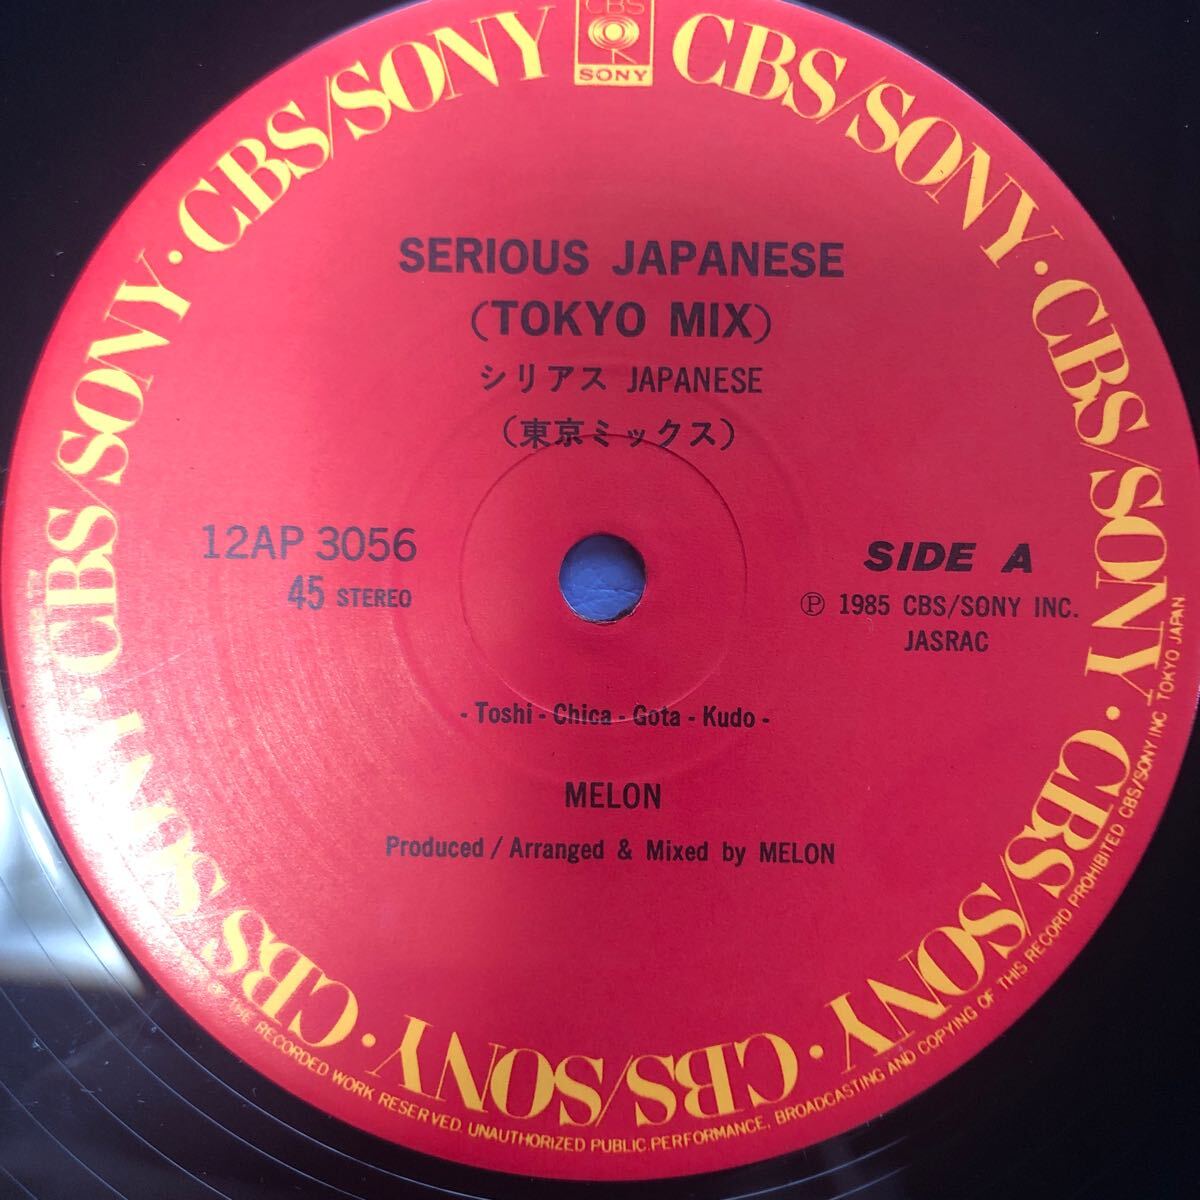 CBS
SONY
CBS/SONY · CBS/SONY · CBS/SONY · CBS/SONY · CBS/SONY · CBS/SONY · CBS/SONY · CBS/SONY
SERIOUS JAPANESE
(TOKYO MIX)
シリアス JAPANESE
(東京ミックス)
12AP 3056
45 STEREO
SIDE A
Ⓟ 1985 CBS/SONY INC.
JASRAC
- Toshi - Chica - Gota - Kudo -
MELON
Produced / Arranged & Mixed by MELON
THE RECORDED WORK RESERVED. UNAUTHORIZED PUBLIC PERFORMANCE, BROADCASTING AND COPYING OF THIS RECORD PROHIBITED CBS/SONY INC TOKYO JAPAN